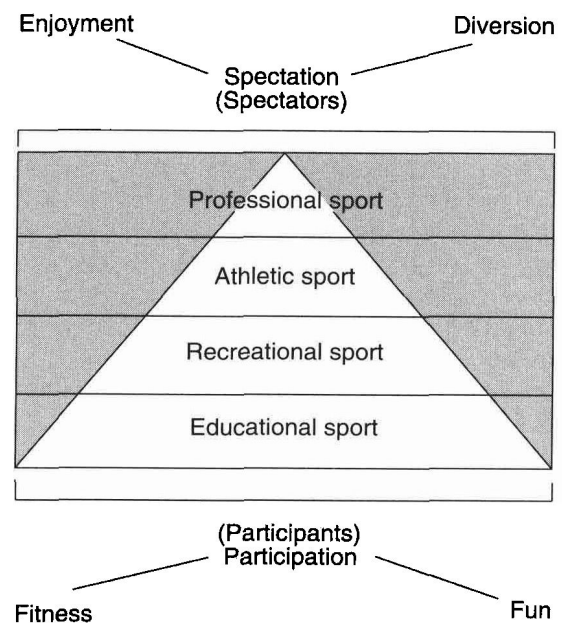 Enjoyment
Diversion
Spectation
(Spectators)
Professional sport
Athletic sport
Recreational sport
Educational sport
(Participants)
Participation
Fitness
Fun